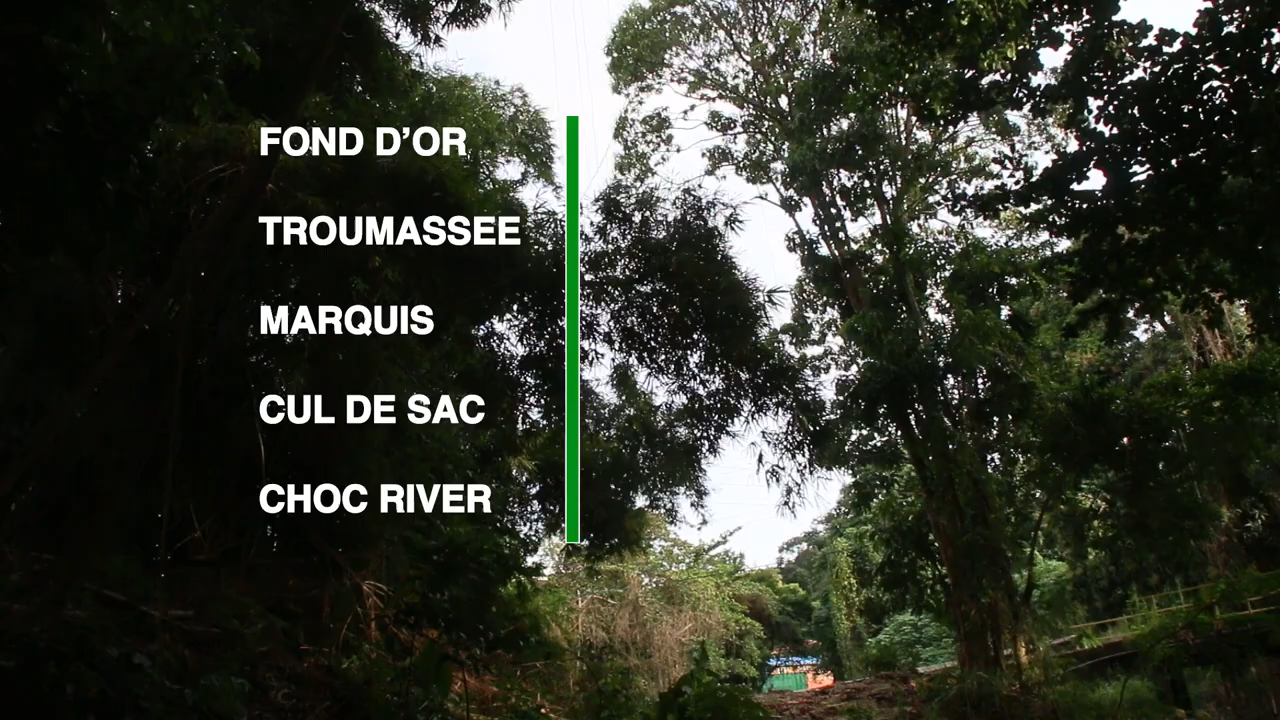 FOND D’OR
TROUMASSEE
MARQUIS
CUL DE SAC
CHOC RIVER